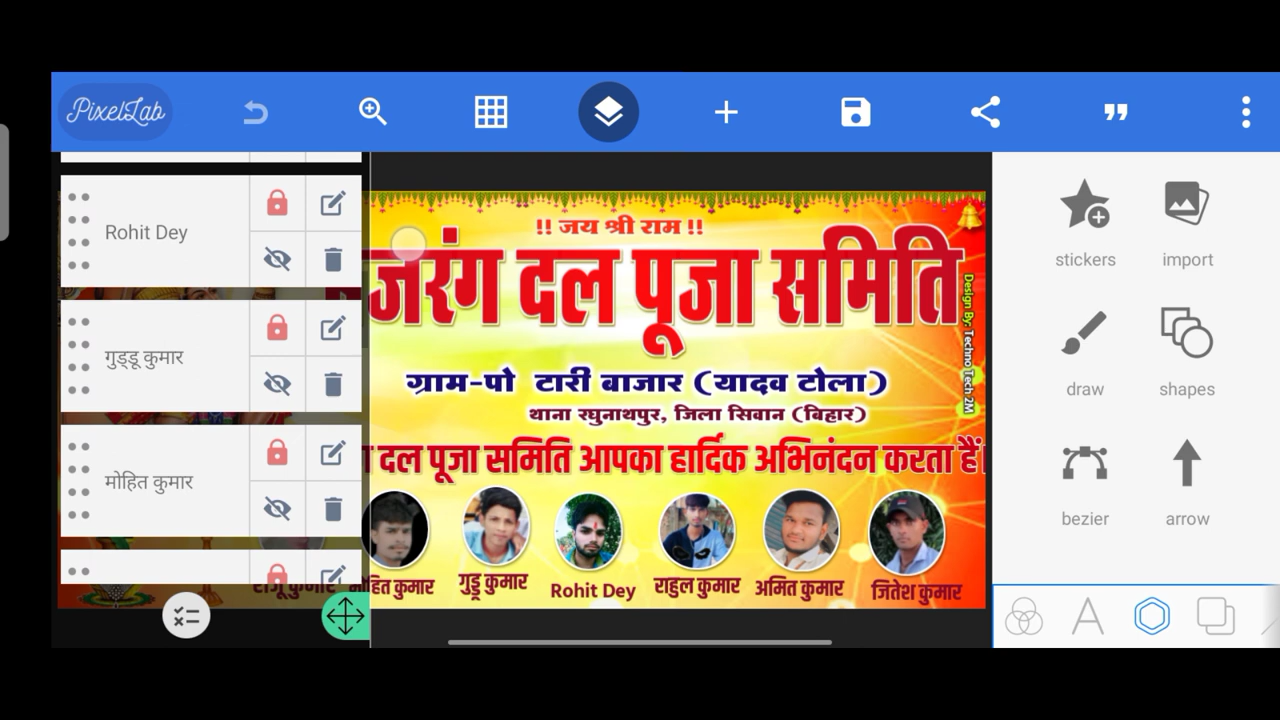 PixelLab
Rohit Dey
गुड्डू कुमार
मोहित कुमार
!! जय श्री राम !!
जरंग दल पूजा समिति
ग्राम-पो टारी बाजार (यादव टोला)
थाना रघुनाथपुर, जिला सिवान (बिहार)
दल पूजा समिति आपका हार्दिक अभिनंदन करता हैं
Design By: Techno Tech 2M
राजू कुमार
मोहित कुमार
गुड्डू कुमार
Rohit Dey
राहुल कुमार
अमित कुमार
जितेश कुमार
stickers
import
draw
shapes
bezier
arrow